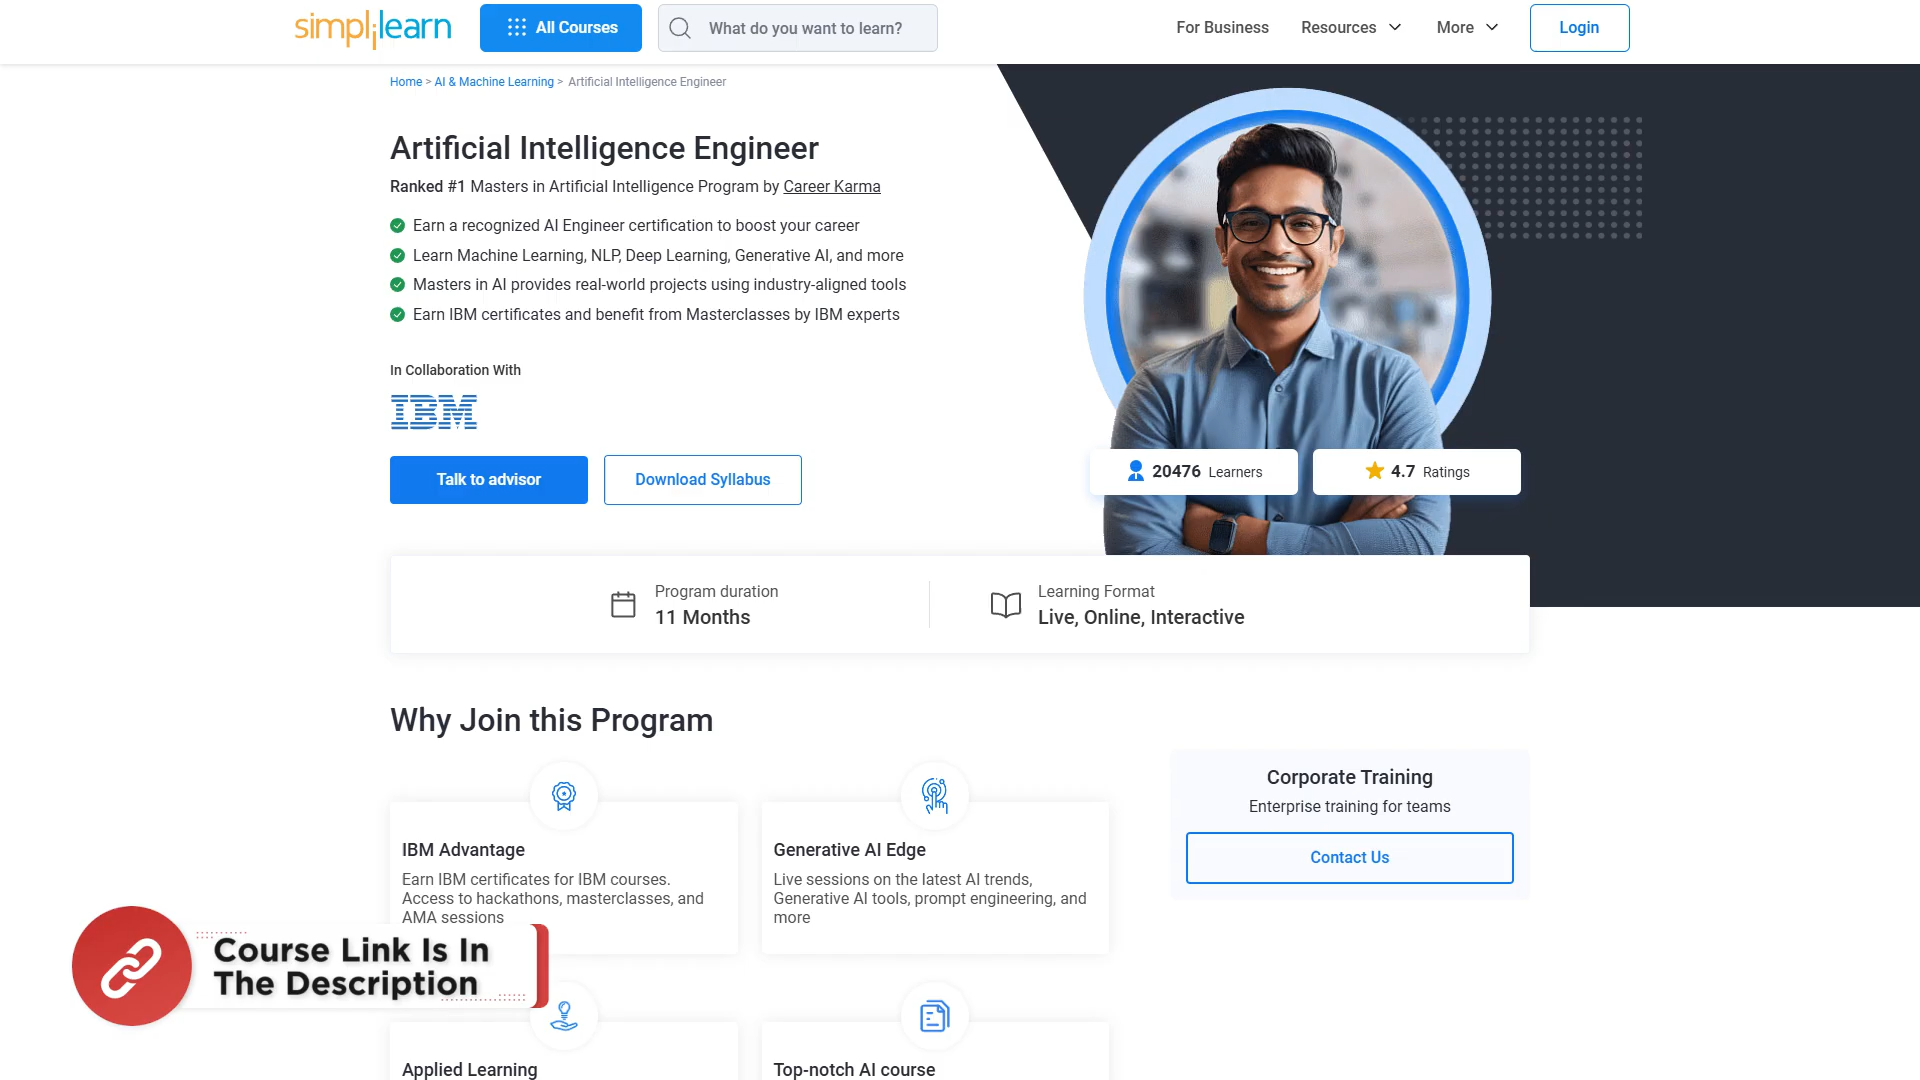 simplilearn
All Courses
What do you want to learn?
For Business
Resources
More
Login
Home > AI & Machine Learning > Artificial Intelligence Engineer
Artificial Intelligence Engineer
Ranked #1 Masters in Artificial Intelligence Program by Career Karma
Earn a recognized AI Engineer certification to boost your career
Learn Machine Learning, NLP, Deep Learning, Generative AI, and more
Masters in AI provides real-world projects using industry-aligned tools
Earn IBM certificates and benefit from Masterclasses by IBM experts
In Collaboration With
IBM
Talk to advisor
Download Syllabus
20476 Learners
4.7 Ratings
Program duration
11 Months
Learning Format
Live, Online, Interactive
Why Join this Program
IBM Advantage
Earn IBM certificates for IBM courses.
Access to hackathons, masterclasses, and
AMA sessions
Generative AI Edge
Live sessions on the latest AI trends,
Generative AI tools, prompt engineering, and
more
Corporate Training
Enterprise training for teams
Contact Us
Course Link Is In
The Description
Applied Learning
Top-notch AI course